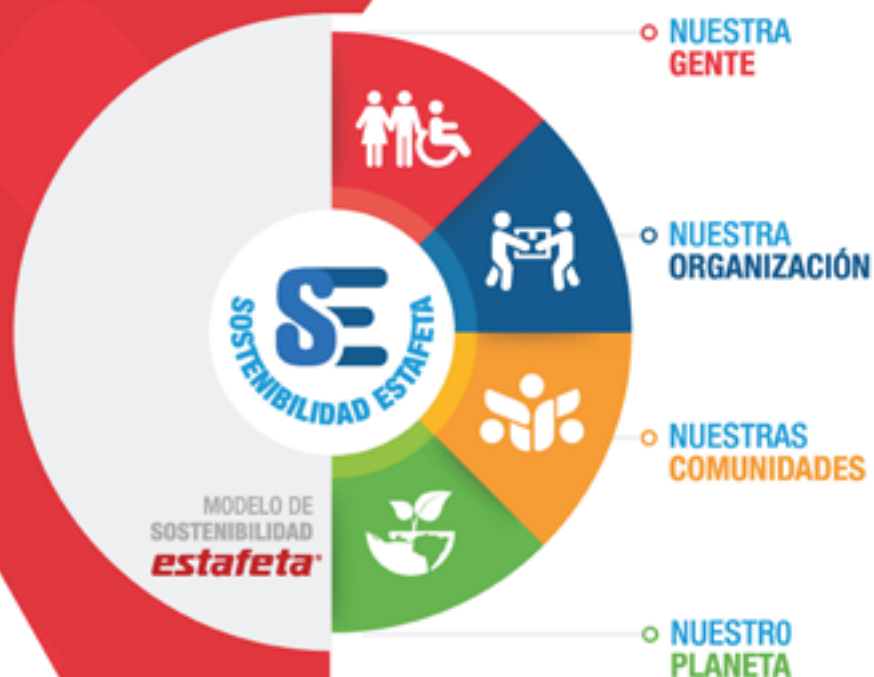 NUESTRA
GENTE
NUESTRA
ORGANIZACIÓN
SE
SOSTENIBILIDAD ESTAFETA
NUESTRAS
COMUNIDADES
MODELO DE
SOSTENIBILIDAD
estafeta
NUESTRO
PLANETA